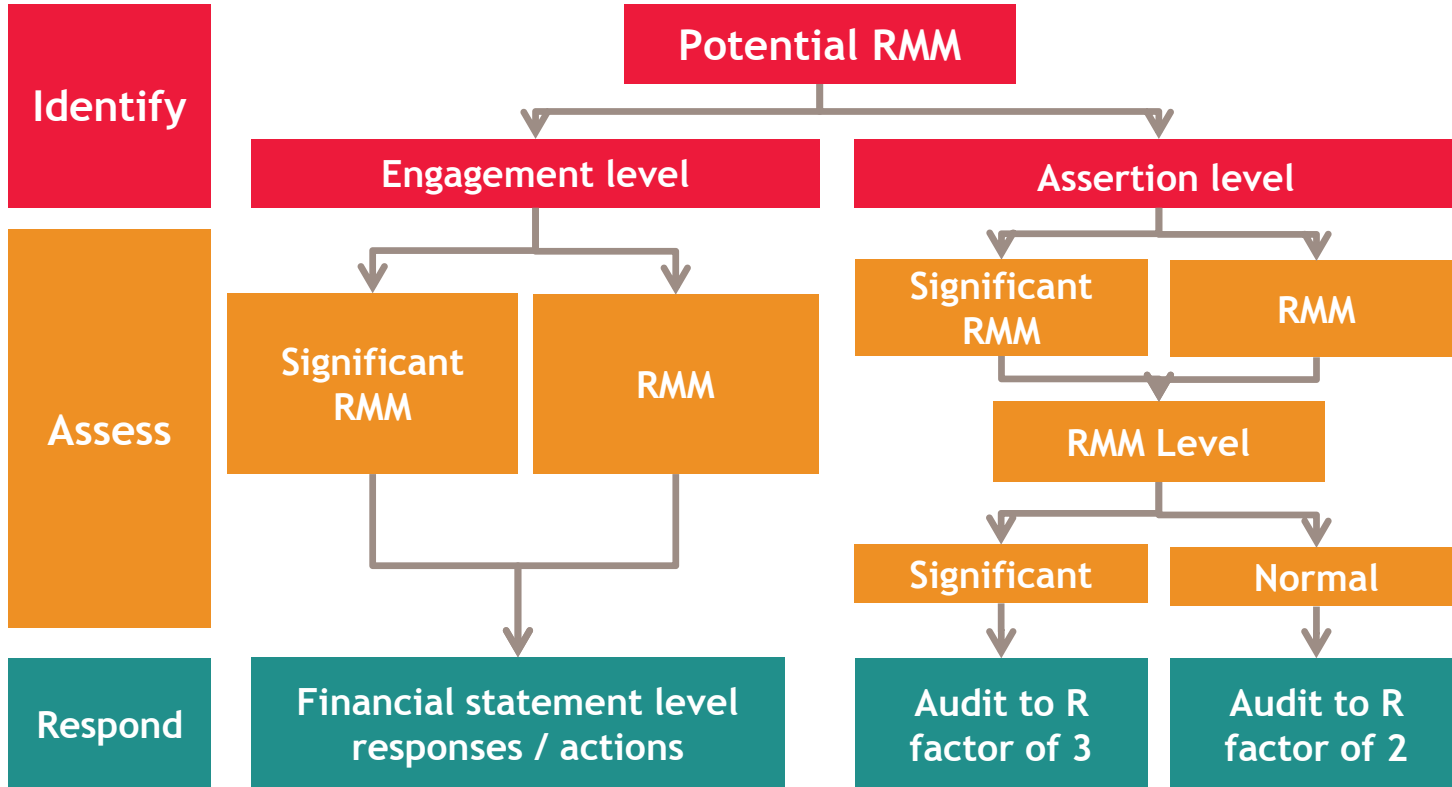 Identify
Potential RMM
Engagement level
Assertion level
Assess
Significant
RMM
RMM
Significant
RMM
RMM
RMM Level
Significant
Normal
Respond
Financial statement level
responses / actions
Audit to R
factor of 3
Audit to R
factor of 2